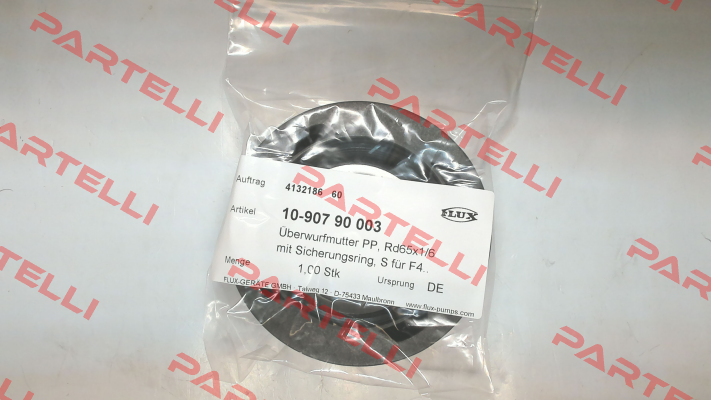 PARTELLI
PARTELLI
PARTELLI
PARTELLI
PARTELLI
PARTELLI
PARTELLI
PARTELLI
Auftrag 4132186 60
FLUX
Artikel 10-907 90 003
Überwurfmutter PP, Rd65x1/6
mit Sicherungsring, S für F4..
Menge 1,00 Stk Ursprung DE
FLUX-GERÄTE GMBH · Talweg 12 · D-75433 Maulbronn www.flux-pumps.com